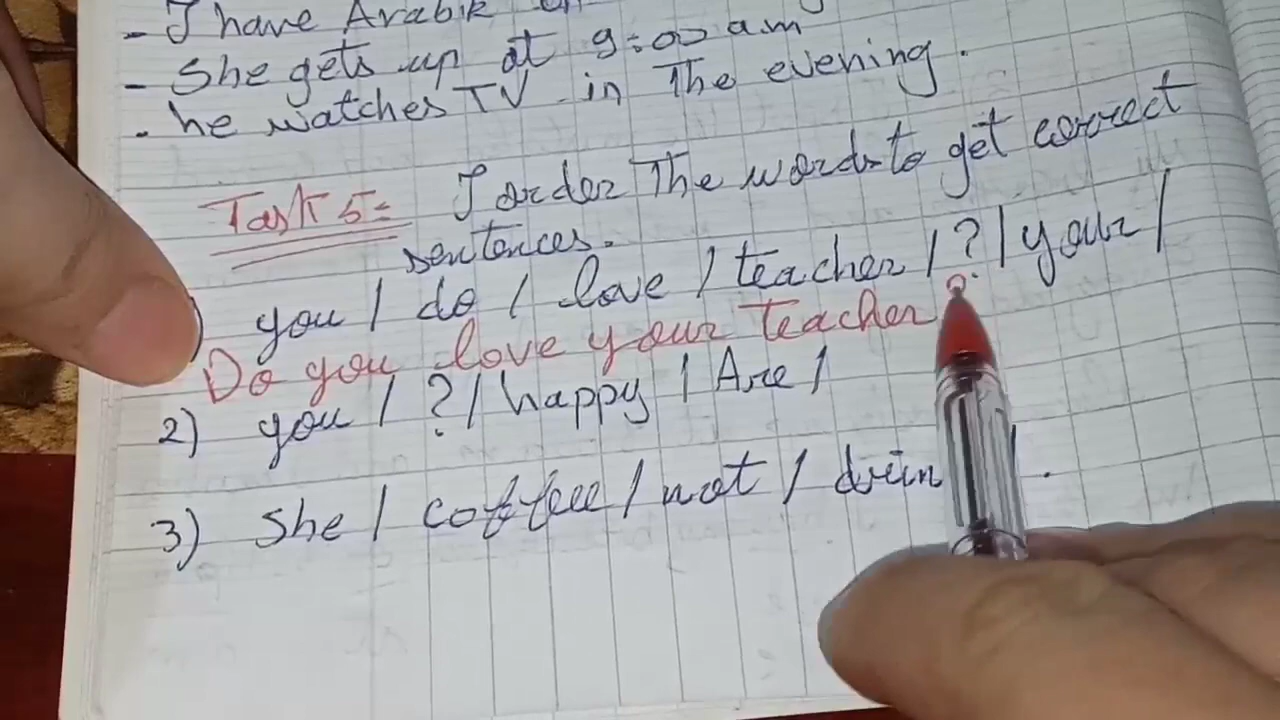 - I have Arabik
- She gets up at 9:00 am
- he watches TV in The evening.
Task 5: I order The words to get correct
sentences.
) you / do / love / teacher / ? / your /
Do you love your teacher
2) you / ? / happy / Are /
3) She / coffee / not / drin / .